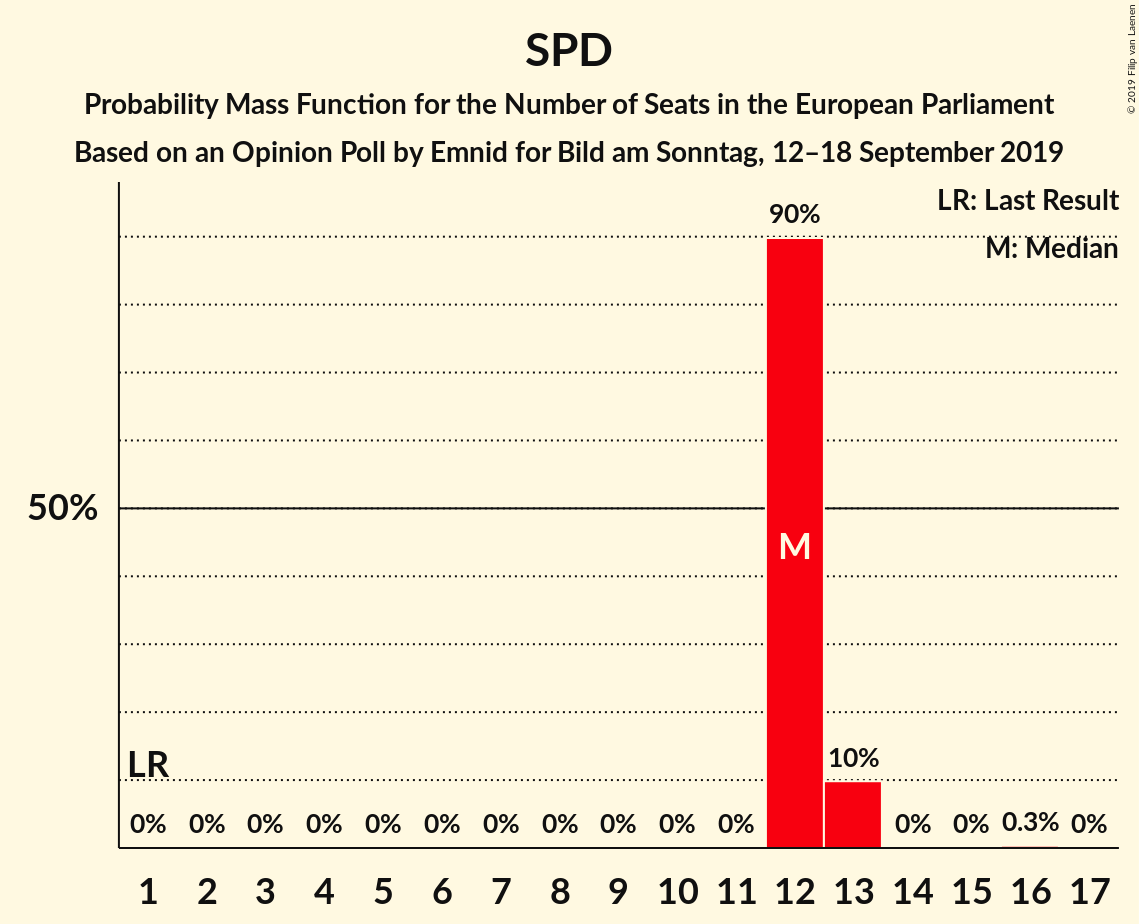 SPD
Probability Mass Function for the Number of Seats in the European Parliament
Based on an Opinion Poll by Emnid for Bild am Sonntag, 12–18 September 2019
© 2019 Filip van Laenen
LR: Last Result
M: Median
90%
50%
M
LR
10%
0% 0% 0% 0% 0% 0% 0% 0% 0% 0% 0% 0% 0% 0.3% 0%
1 2 3 4 5 6 7 8 9 10 11 12 13 14 15 16 17